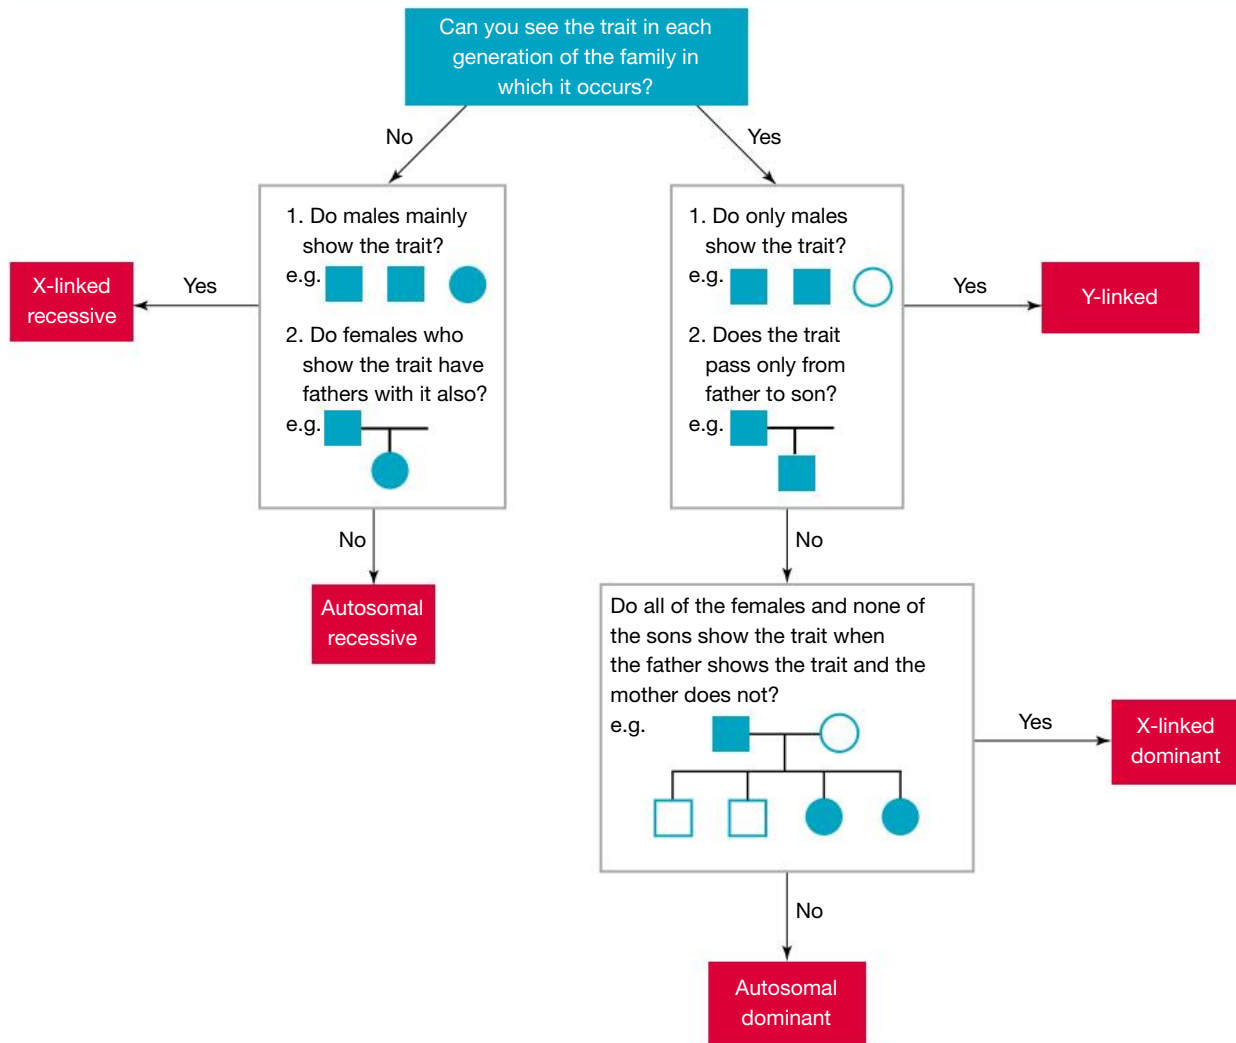 Can you see the trait in each
generation of the family in
which it occurs?
No
Yes
1. Do males mainly
show the trait?
e.g.
2. Do females who
show the trait have
fathers with it also?
e.g.
Yes
X-linked
recessive
No
Autosomal
recessive
1. Do only males
show the trait?
e.g.
2. Does the trait
pass only from
father to son?
e.g.
Yes
Y-linked
No
Do all of the females and none of
the sons show the trait when
the father shows the trait and the
mother does not?
e.g.
Yes
X-linked
dominant
No
Autosomal
dominant